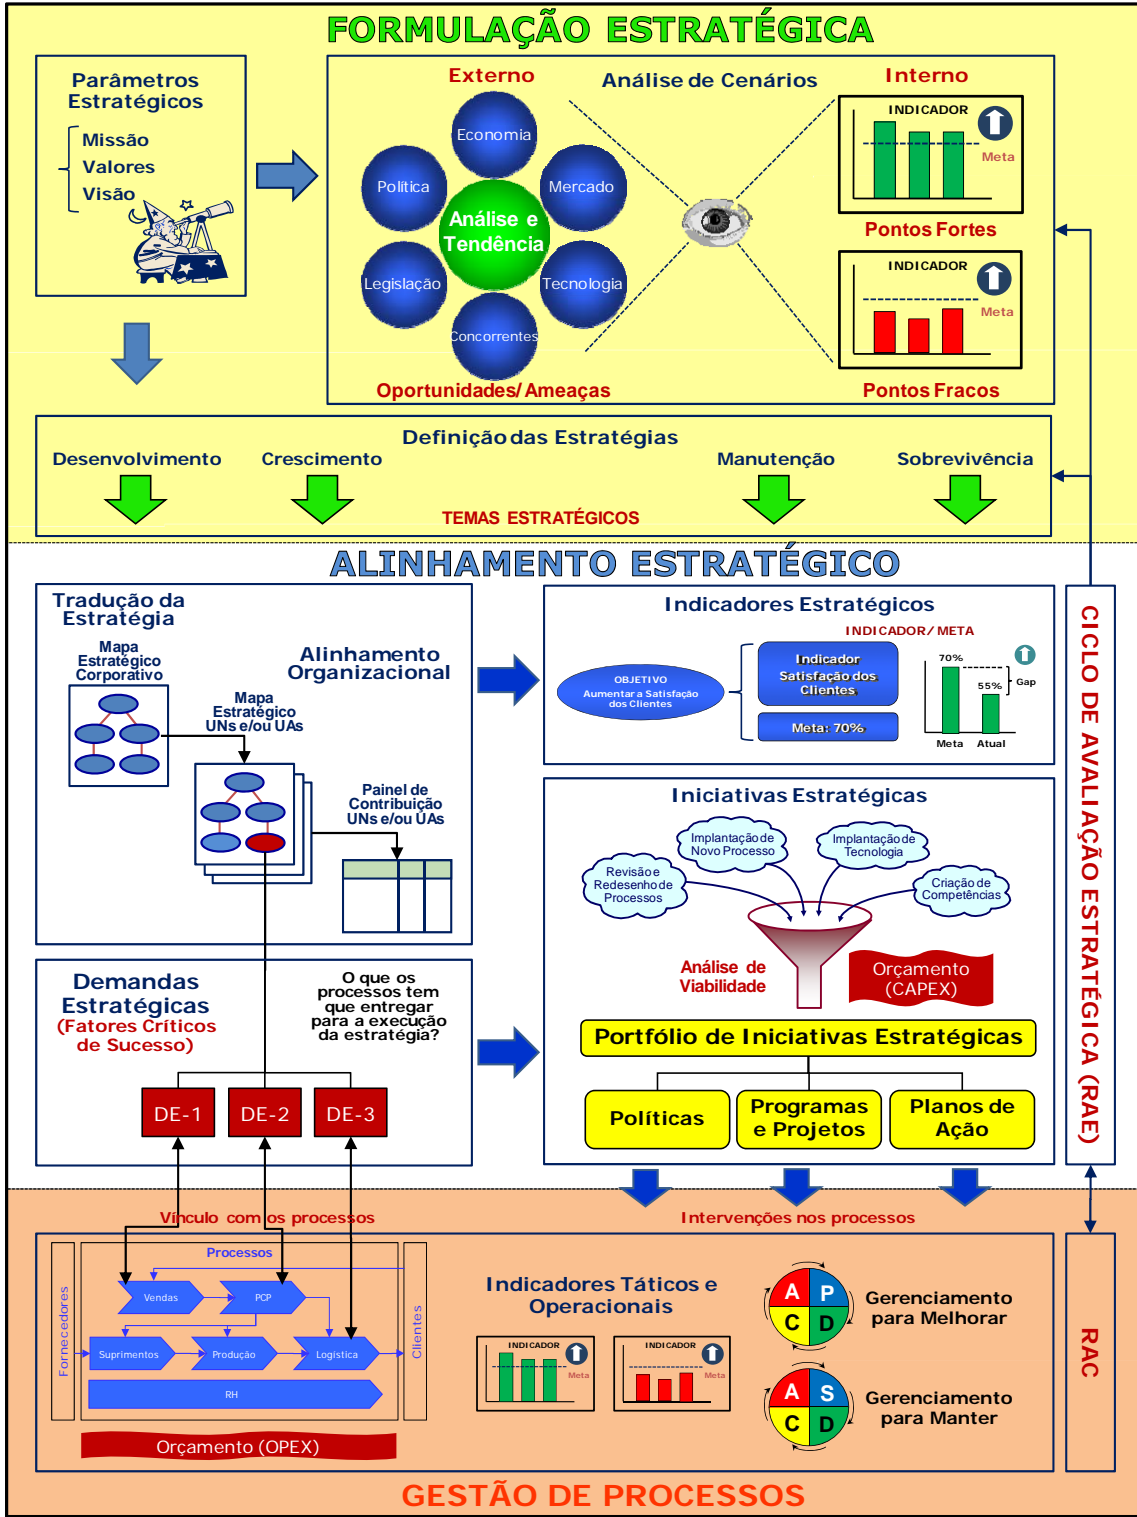 FORMULAÇÃO ESTRATÉGICA
Parâmetros
Estratégicos
Missão
Valores
Visão
Externo
Análise de Cenários
Interno
Economia
Política
Mercado
Análise e
Tendência
Legislação
Tecnologia
Concorrentes
Oportunidades/Ameaças
INDICADOR
Meta
Pontos Fortes
INDICADOR
Meta
Pontos Fracos
Definição das Estratégias
Desenvolvimento
Crescimento
Manutenção
Sobrevivência
TEMAS ESTRATÉGICOS
ALINHAMENTO ESTRATÉGICO
Tradução da
Estratégia
Mapa
Estratégico
Corporativo
Alinhamento
Organizacional
Mapa
Estratégico
UNs e/ou UAs
Painel de
Contribuição
UNs e/ou UAs
Indicadores Estratégicos
INDICADOR/META
OBJETIVO
Aumentar a Satisfação
dos Clientes
Indicador
Satisfação dos
Clientes
Meta: 70%
70%
55%
Gap
Meta
Atual
Iniciativas Estratégicas
Revisão e
Redesenho de
Processos
Implantação de
Novo Processo
Implantação de
Tecnologia
Criação de
Competências
Análise de
Viabilidade
Orçamento
(CAPEX)
Portfólio de Iniciativas Estratégicas
Políticas
Programas
e Projetos
Planos de
Ação
Demandas
Estratégicas
(Fatores Críticos
de Sucesso)
O que os
processos tem
que entregar
para a execução
da estratégia?
DE-1
DE-2
DE-3
CICLO DE AVALIAÇÃO ESTRATÉGICA (RAE)
Vínculo com os processos
Intervenções nos processos
Fornecedores
Processos
Vendas
PCP
Suprimentos
Produção
Logística
RH
Clientes
Orçamento (OPEX)
Indicadores Táticos e
Operacionais
INDICADOR
Meta
INDICADOR
Meta
A
P
C
D
Gerenciamento
para Melhorar
A
S
C
D
Gerenciamento
para Manter
RAC
GESTÃO DE PROCESSOS